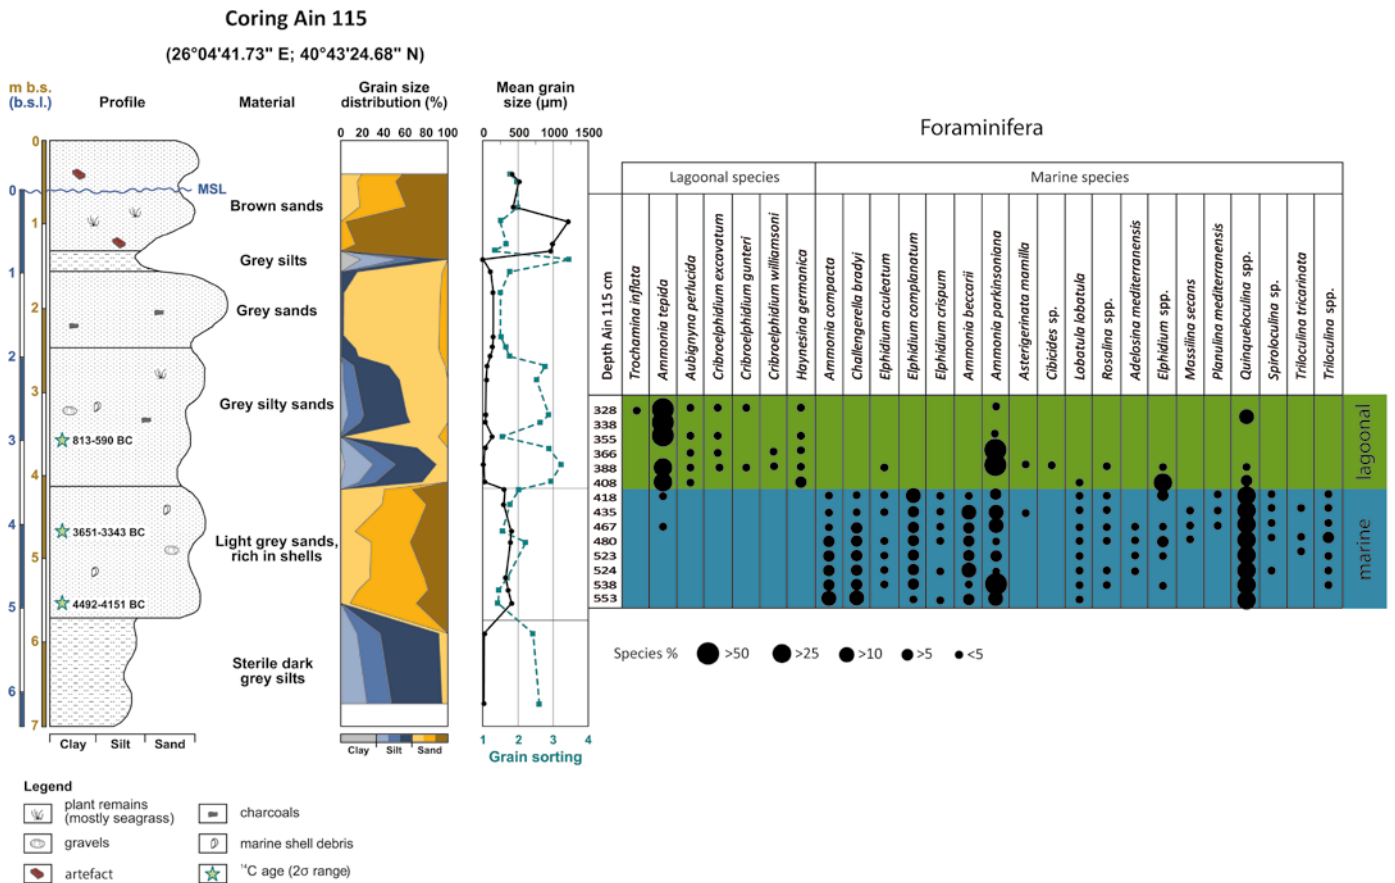 Coring Ain 115
(26°04'41.73" E; 40°43'24.68" N)
m b.s.
(b.s.l.)
Profile
Material
Grain size
distribution (%)
Mean grain
size (µm)
0 20 40 60 80 100
0 500 1000 1500
0
1
2
3
4
5
6
7
0
1
2
3
4
5
6
MSL
Brown sands
Grey silts
Grey sands
Grey silty sands
Light grey sands,
rich in shells
Sterile dark
grey silts
813-590 BC
3651-3343 BC
4492-4151 BC
Clay Silt Sand
Clay Silt Sand
1 2 3 4
Grain sorting
Foraminifera
Lagoonal species
Marine species
Depth Ain 115 cm
Trochamina inflata
Ammonia tepida
Aubignyna perlucida
Cribroelphidium excavatum
Cribroelphidium gunteri
Cribroelphidium williamsoni
Haynesina germanica
Ammonia compacta
Challengerella bradyi
Elphidium aculeatum
Elphidium complanatum
Elphidium crispum
Ammonia beccarii
Ammonia parkinsoniana
Asterigerinata mamilla
Cibicides sp.
Lobatula lobatula
Rosalina spp.
Adelosina mediterranensis
Elphidium spp.
Massilina secans
Planulina mediterranensis
Quinqueloculina spp.
Spiroloculina sp.
Triloculina tricarinata
Triloculina spp.
328
338
355
366
388
408
418
435
467
480
523
524
538
553
lagoonal
marine
Species % >50 >25 >10 >5 <5
Legend
plant remains
(mostly seagrass)
gravels
artefact
charcoals
marine shell debris
¹⁴C age (2σ range)